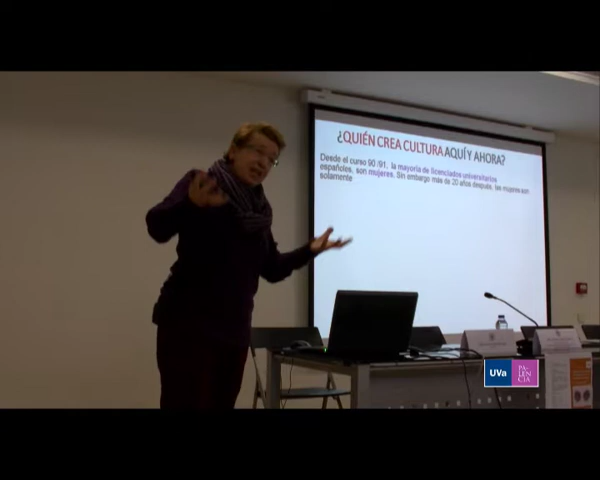 ¿QUIÉN CREA CULTURA AQUÍ Y AHORA?
Desde el curso 90 /91, la mayoría de licenciados universitarios
españoles, son mujeres. Sin embargo más de 20 años después, las mujeres son
solamente
UVa
PA-
LEN
CIA